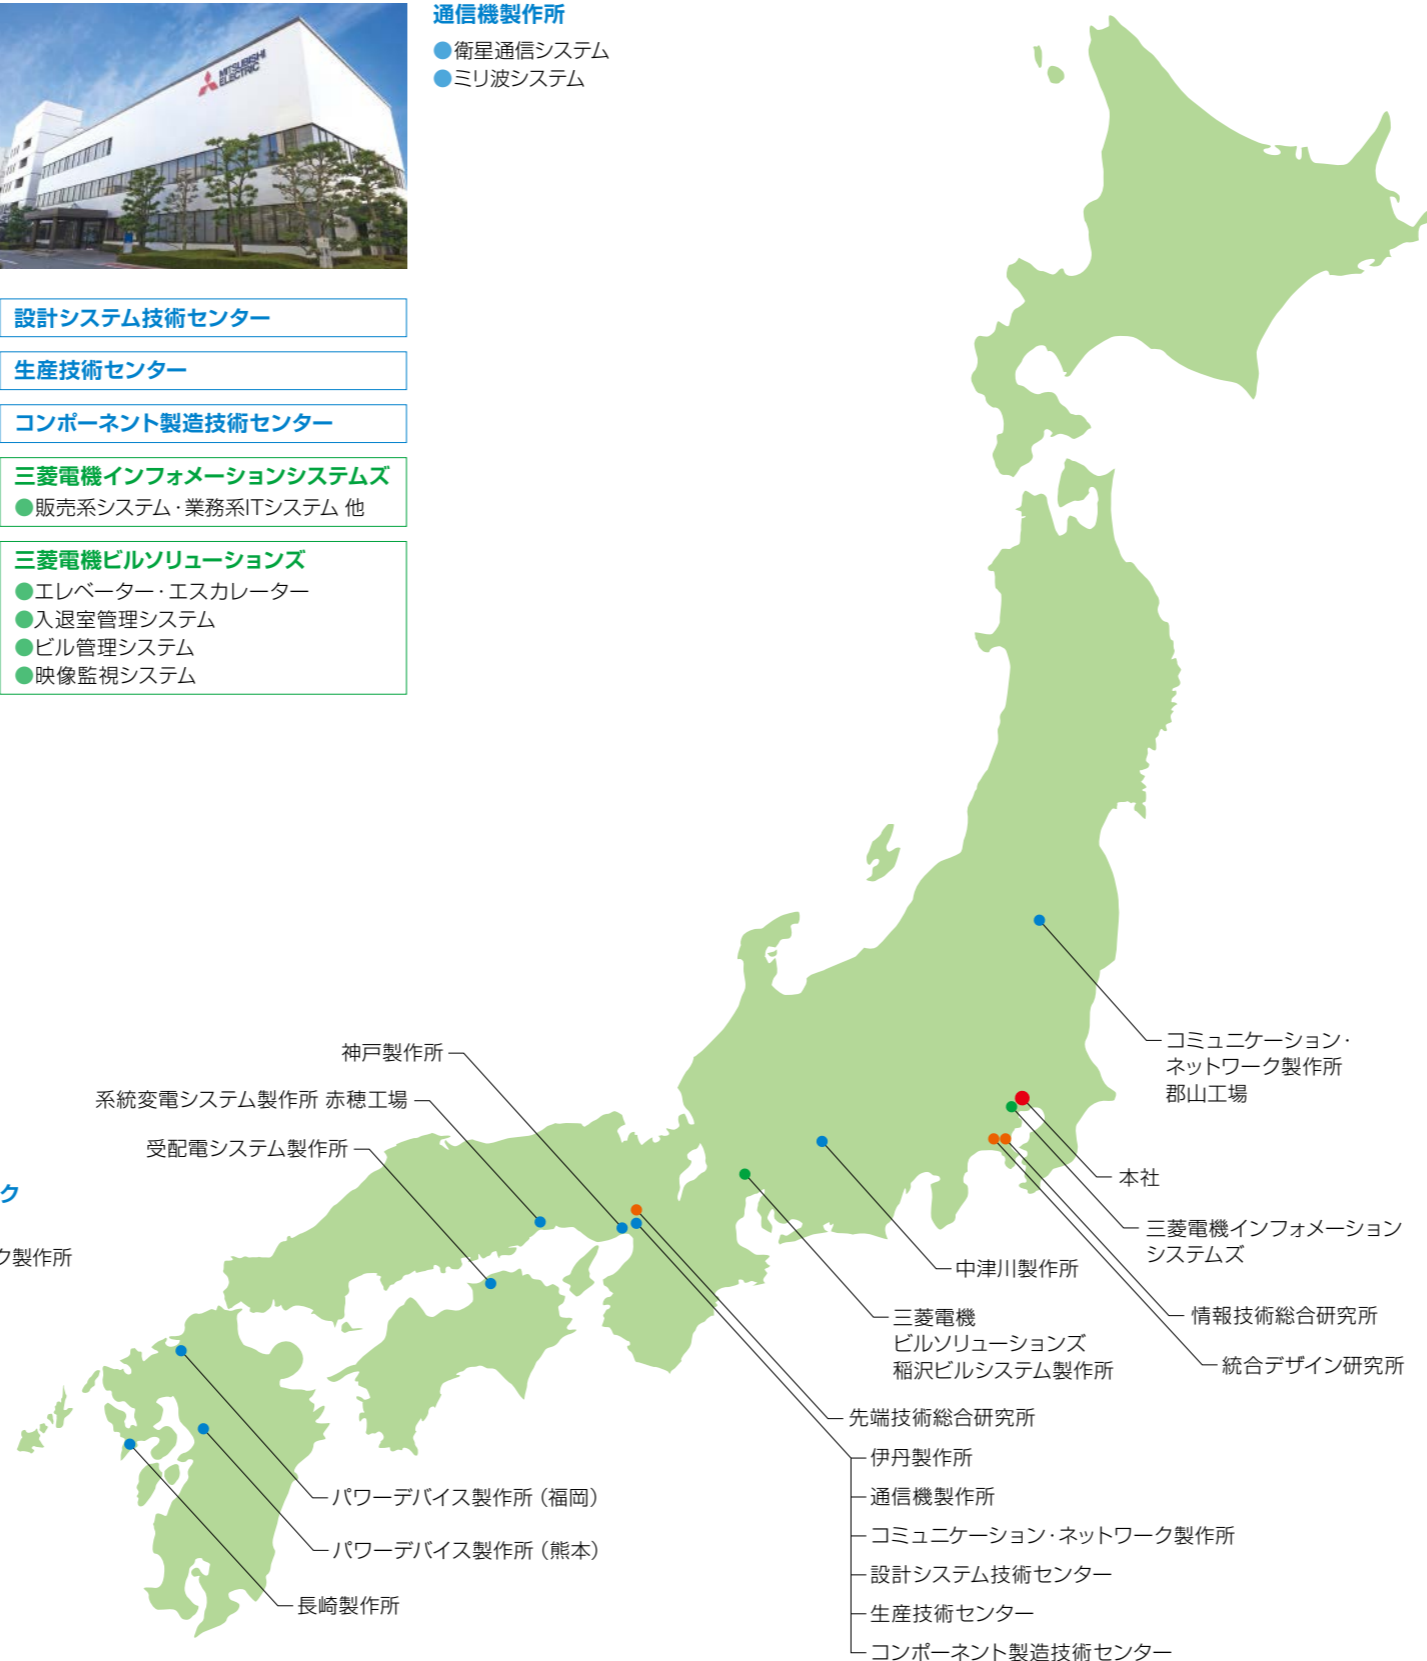 MITSUBISHI
ELECTRIC
通信機製作所
●衛星通信システム
●ミリ波システム
設計システム技術センター
生産技術センター
コンポーネント製造技術センター
三菱電機インフォメーションシステムズ
●販売系システム・業務系ITシステム 他
三菱電機ビルソリューションズ
●エレベーター・エスカレーター
●入退室管理システム
●ビル管理システム
●映像監視システム
ク
ク製作所
神戸製作所
系統変電システム製作所 赤穂工場
受配電システム製作所
コミュニケーション・
ネットワーク製作所
郡山工場
本社
三菱電機インフォメーション
システムズ
情報技術総合研究所
統合デザイン研究所
中津川製作所
三菱電機
ビルソリューションズ
稲沢ビルシステム製作所
先端技術総合研究所
伊丹製作所
通信機製作所
コミュニケーション・ネットワーク製作所
設計システム技術センター
生産技術センター
コンポーネント製造技術センター
パワーデバイス製作所（福岡）
パワーデバイス製作所（熊本）
長崎製作所